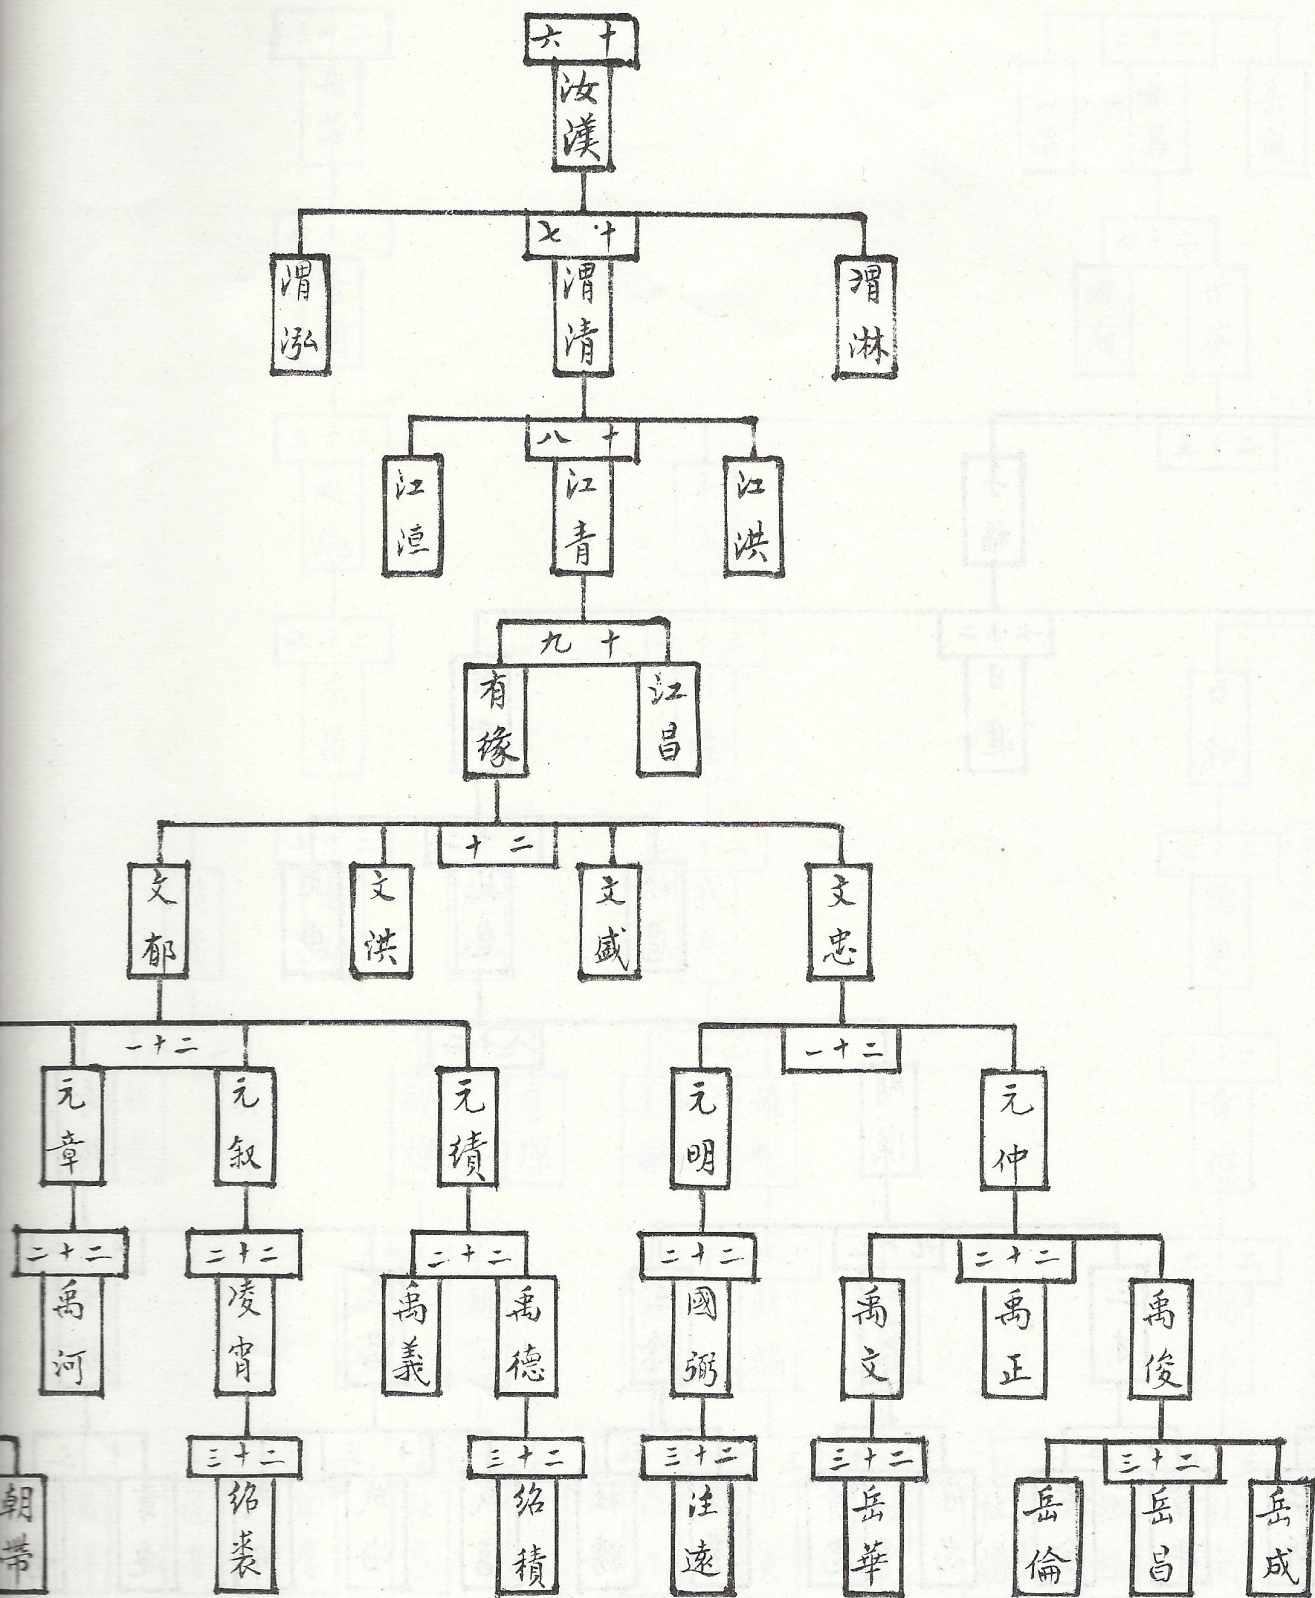 十六
汝漢
十七
渭淋
渭清
渭泓
十八
江洪
江青
江
十九
江昌
有緣
二十
文忠
文盛
文洪
文郁
二十一
二十一
元仲
元明
元績
元叙
元章
二十二
二十二
二十二
二十二
二十二
禹俊
禹正
禹文
國弼
禹德
禹義
凌宵
禹河
二十三
二十三
二十三
二十三
二十三
岳成
岳昌
岳倫
岳華
注遠
紹積
紹裘
朝帶